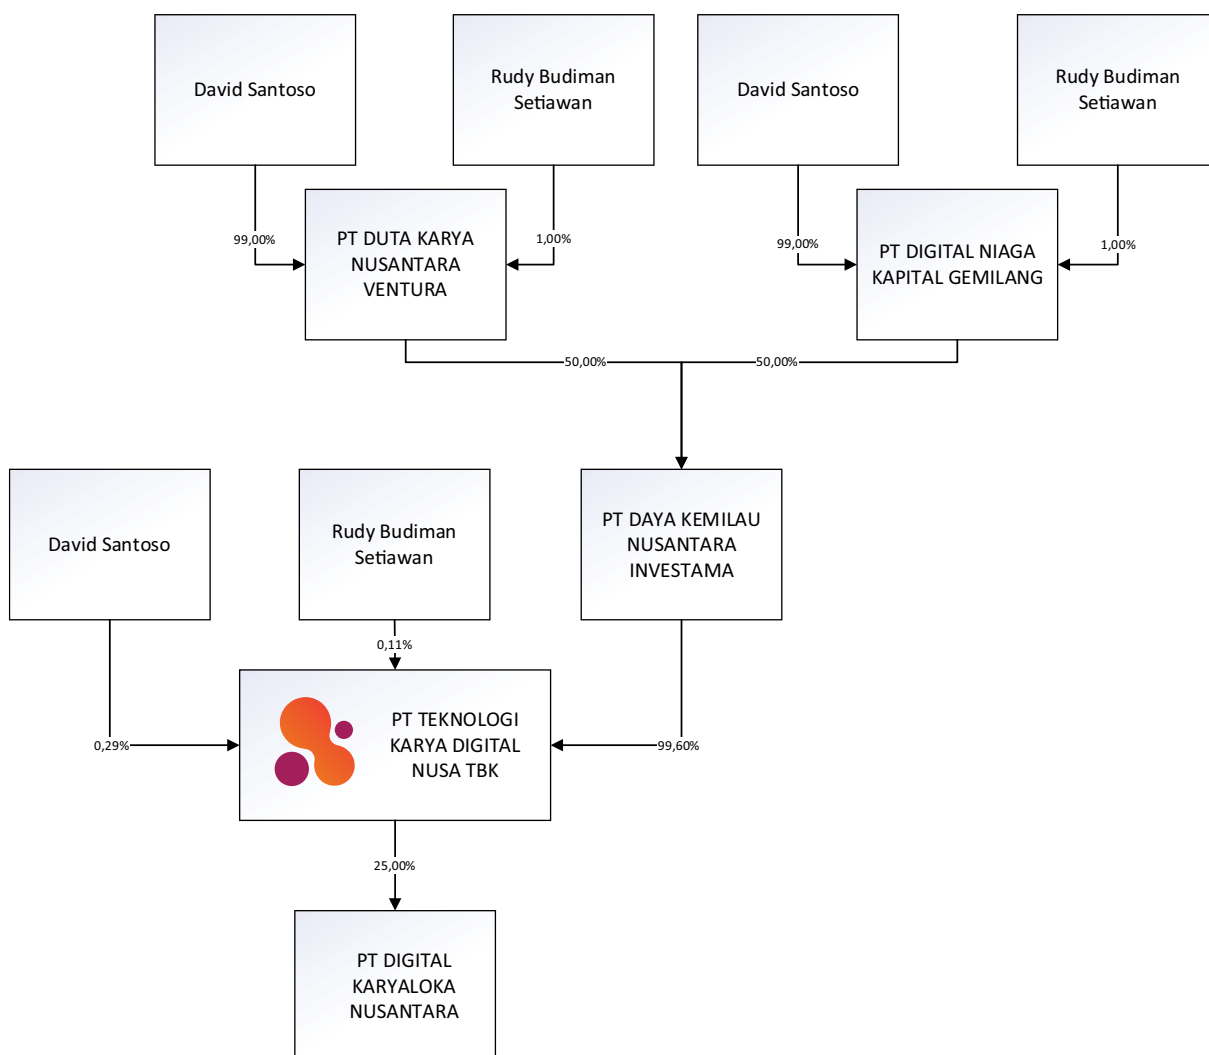 David Santoso
Rudy Budiman
Setiawan
David Santoso
Rudy Budiman
Setiawan
99,00%
1,00%
99,00%
1,00%
PT DUTA KARYA
NUSANTARA
VENTURA
PT DIGITAL NIAGA
KAPITAL GEMILANG
50,00%
50,00%
David Santoso
Rudy Budiman
Setiawan
PT DAYA KEMILAU
NUSANTARA
INVESTAMA
0,11%
0,29%
99,60%
PT TEKNOLOGI
KARYA DIGITAL
NUSA TBK
25,00%
PT DIGITAL
KARYALOKA
NUSANTARA